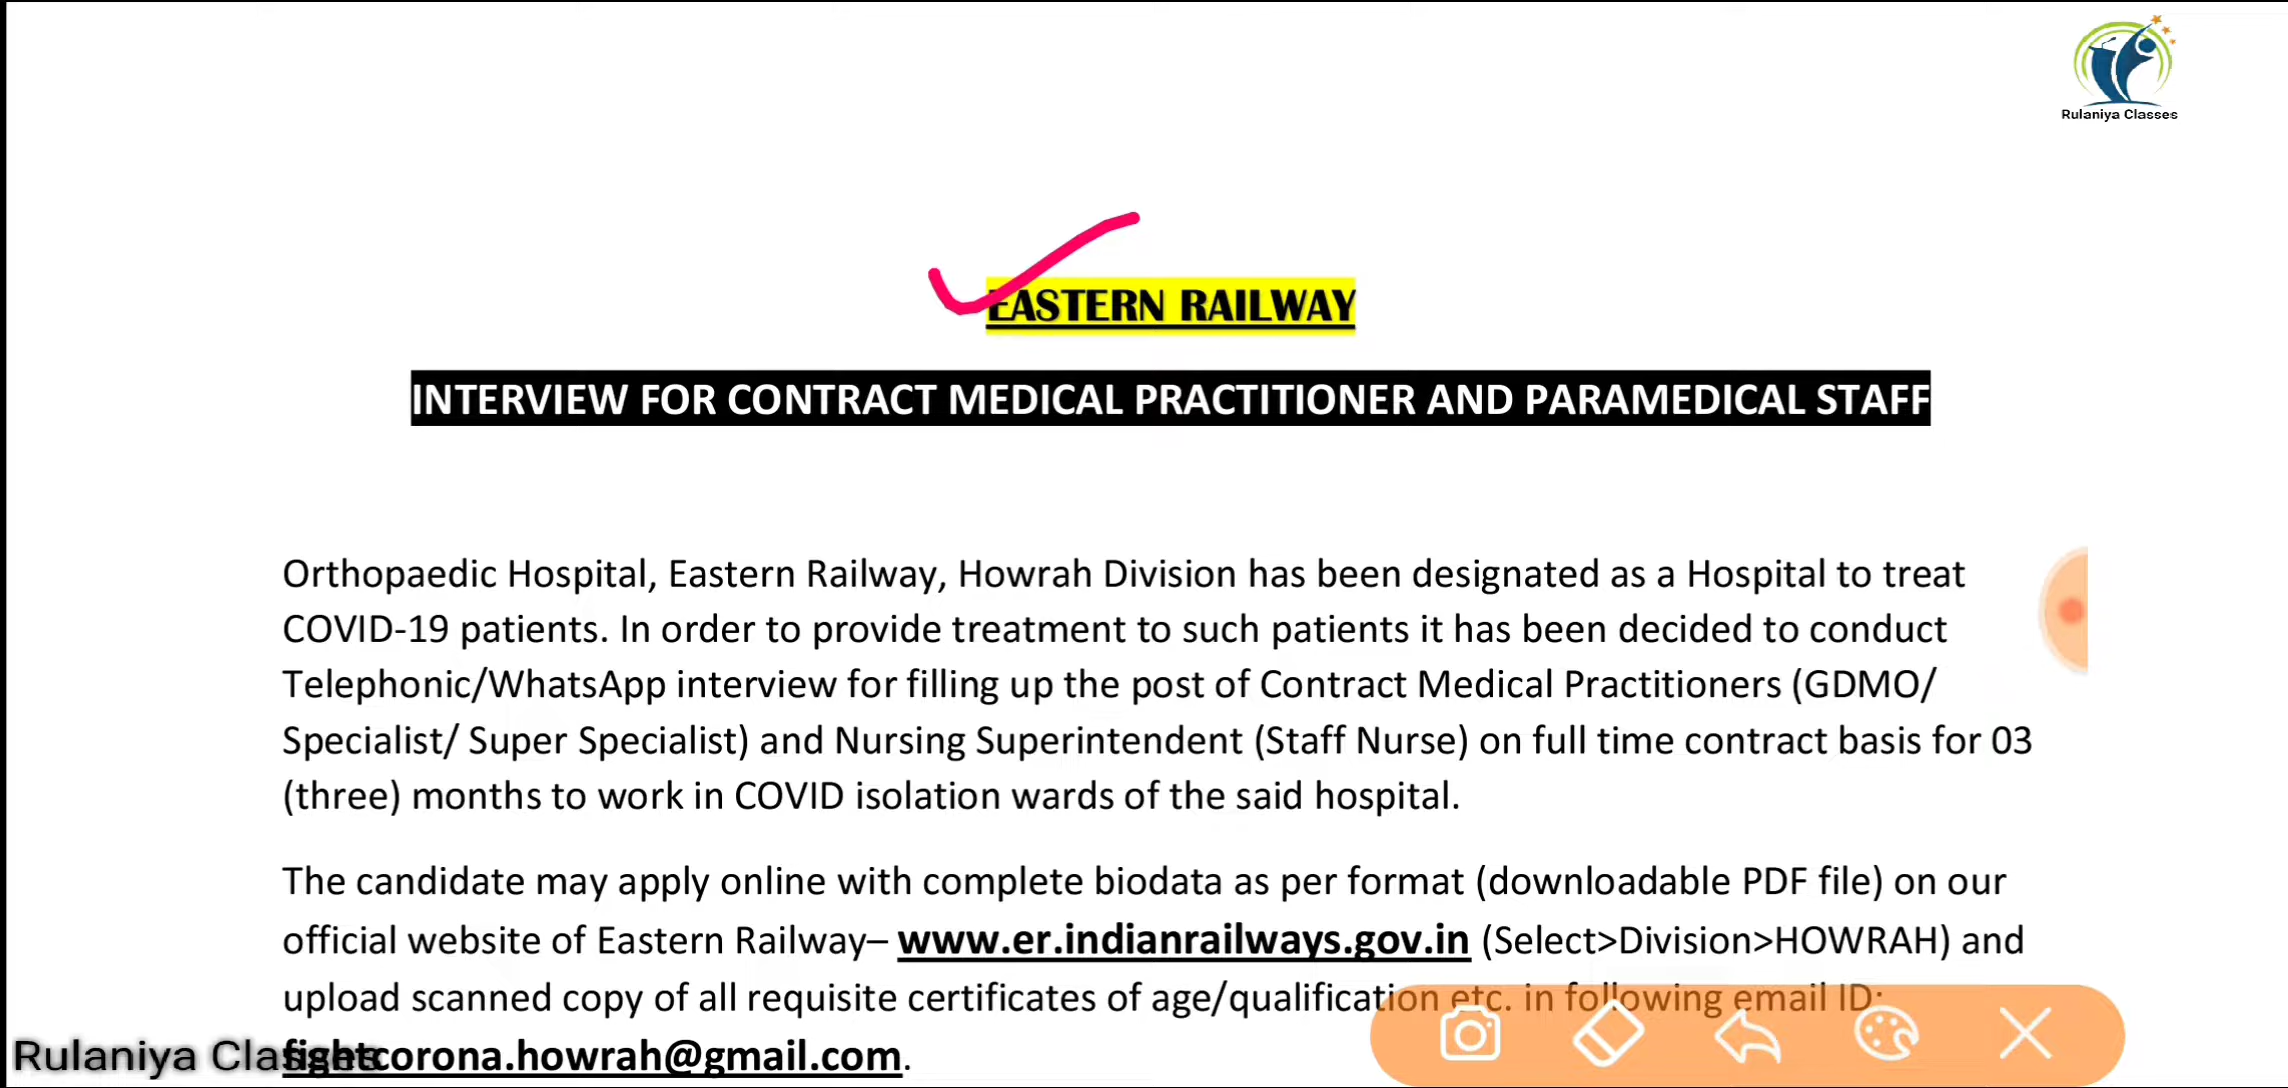 Rulaniya Classes
EASTERN RAILWAY
INTERVIEW FOR CONTRACT MEDICAL PRACTITIONER AND PARAMEDICAL STAFF
Orthopaedic Hospital, Eastern Railway, Howrah Division has been designated as a Hospital to treat
COVID-19 patients. In order to provide treatment to such patients it has been decided to conduct
Telephonic/WhatsApp interview for filling up the post of Contract Medical Practitioners (GDMO/
Specialist/ Super Specialist) and Nursing Superintendent (Staff Nurse) on full time contract basis for 03
(three) months to work in COVID isolation wards of the said hospital.
The candidate may apply online with complete biodata as per format (downloadable PDF file) on our
official website of Eastern Railway– www.er.indianrailways.gov.in (Select>Division>HOWRAH) and
upload scanned copy of all requisite certificates of age/qualification etc. in following email ID:
Rulaniya Classes
fightcorona.howrah@gmail.com.